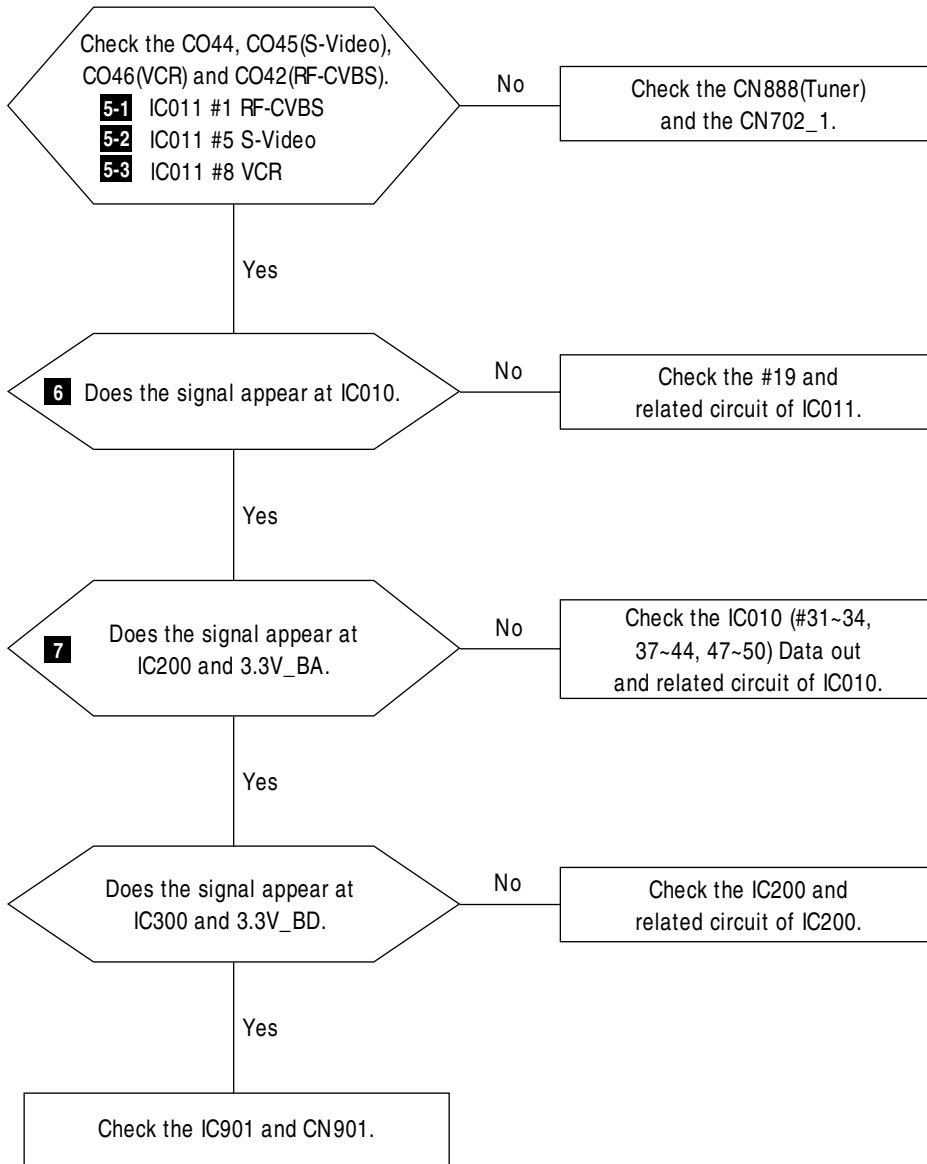 Check the CO44, CO45(S-Video),
CO46(VCR) and CO42(RF-CVBS).
5-1 IC011 #1 RF-CVBS
5-2 IC011 #5 S-Video
5-3 IC011 #8 VCR
No
Check the CN888(Tuner)
and the CN702_1.
Yes
6 Does the signal appear at IC010.
No
Check the #19 and
related circuit of IC011.
Yes
7 Does the signal appear at
IC200 and 3.3V_BA.
No
Check the IC010 (#31~34,
37~44, 47~50) Data out
and related circuit of IC010.
Yes
Does the signal appear at
IC300 and 3.3V_BD.
No
Check the IC200 and
related circuit of IC200.
Yes
Check the IC901 and CN901.